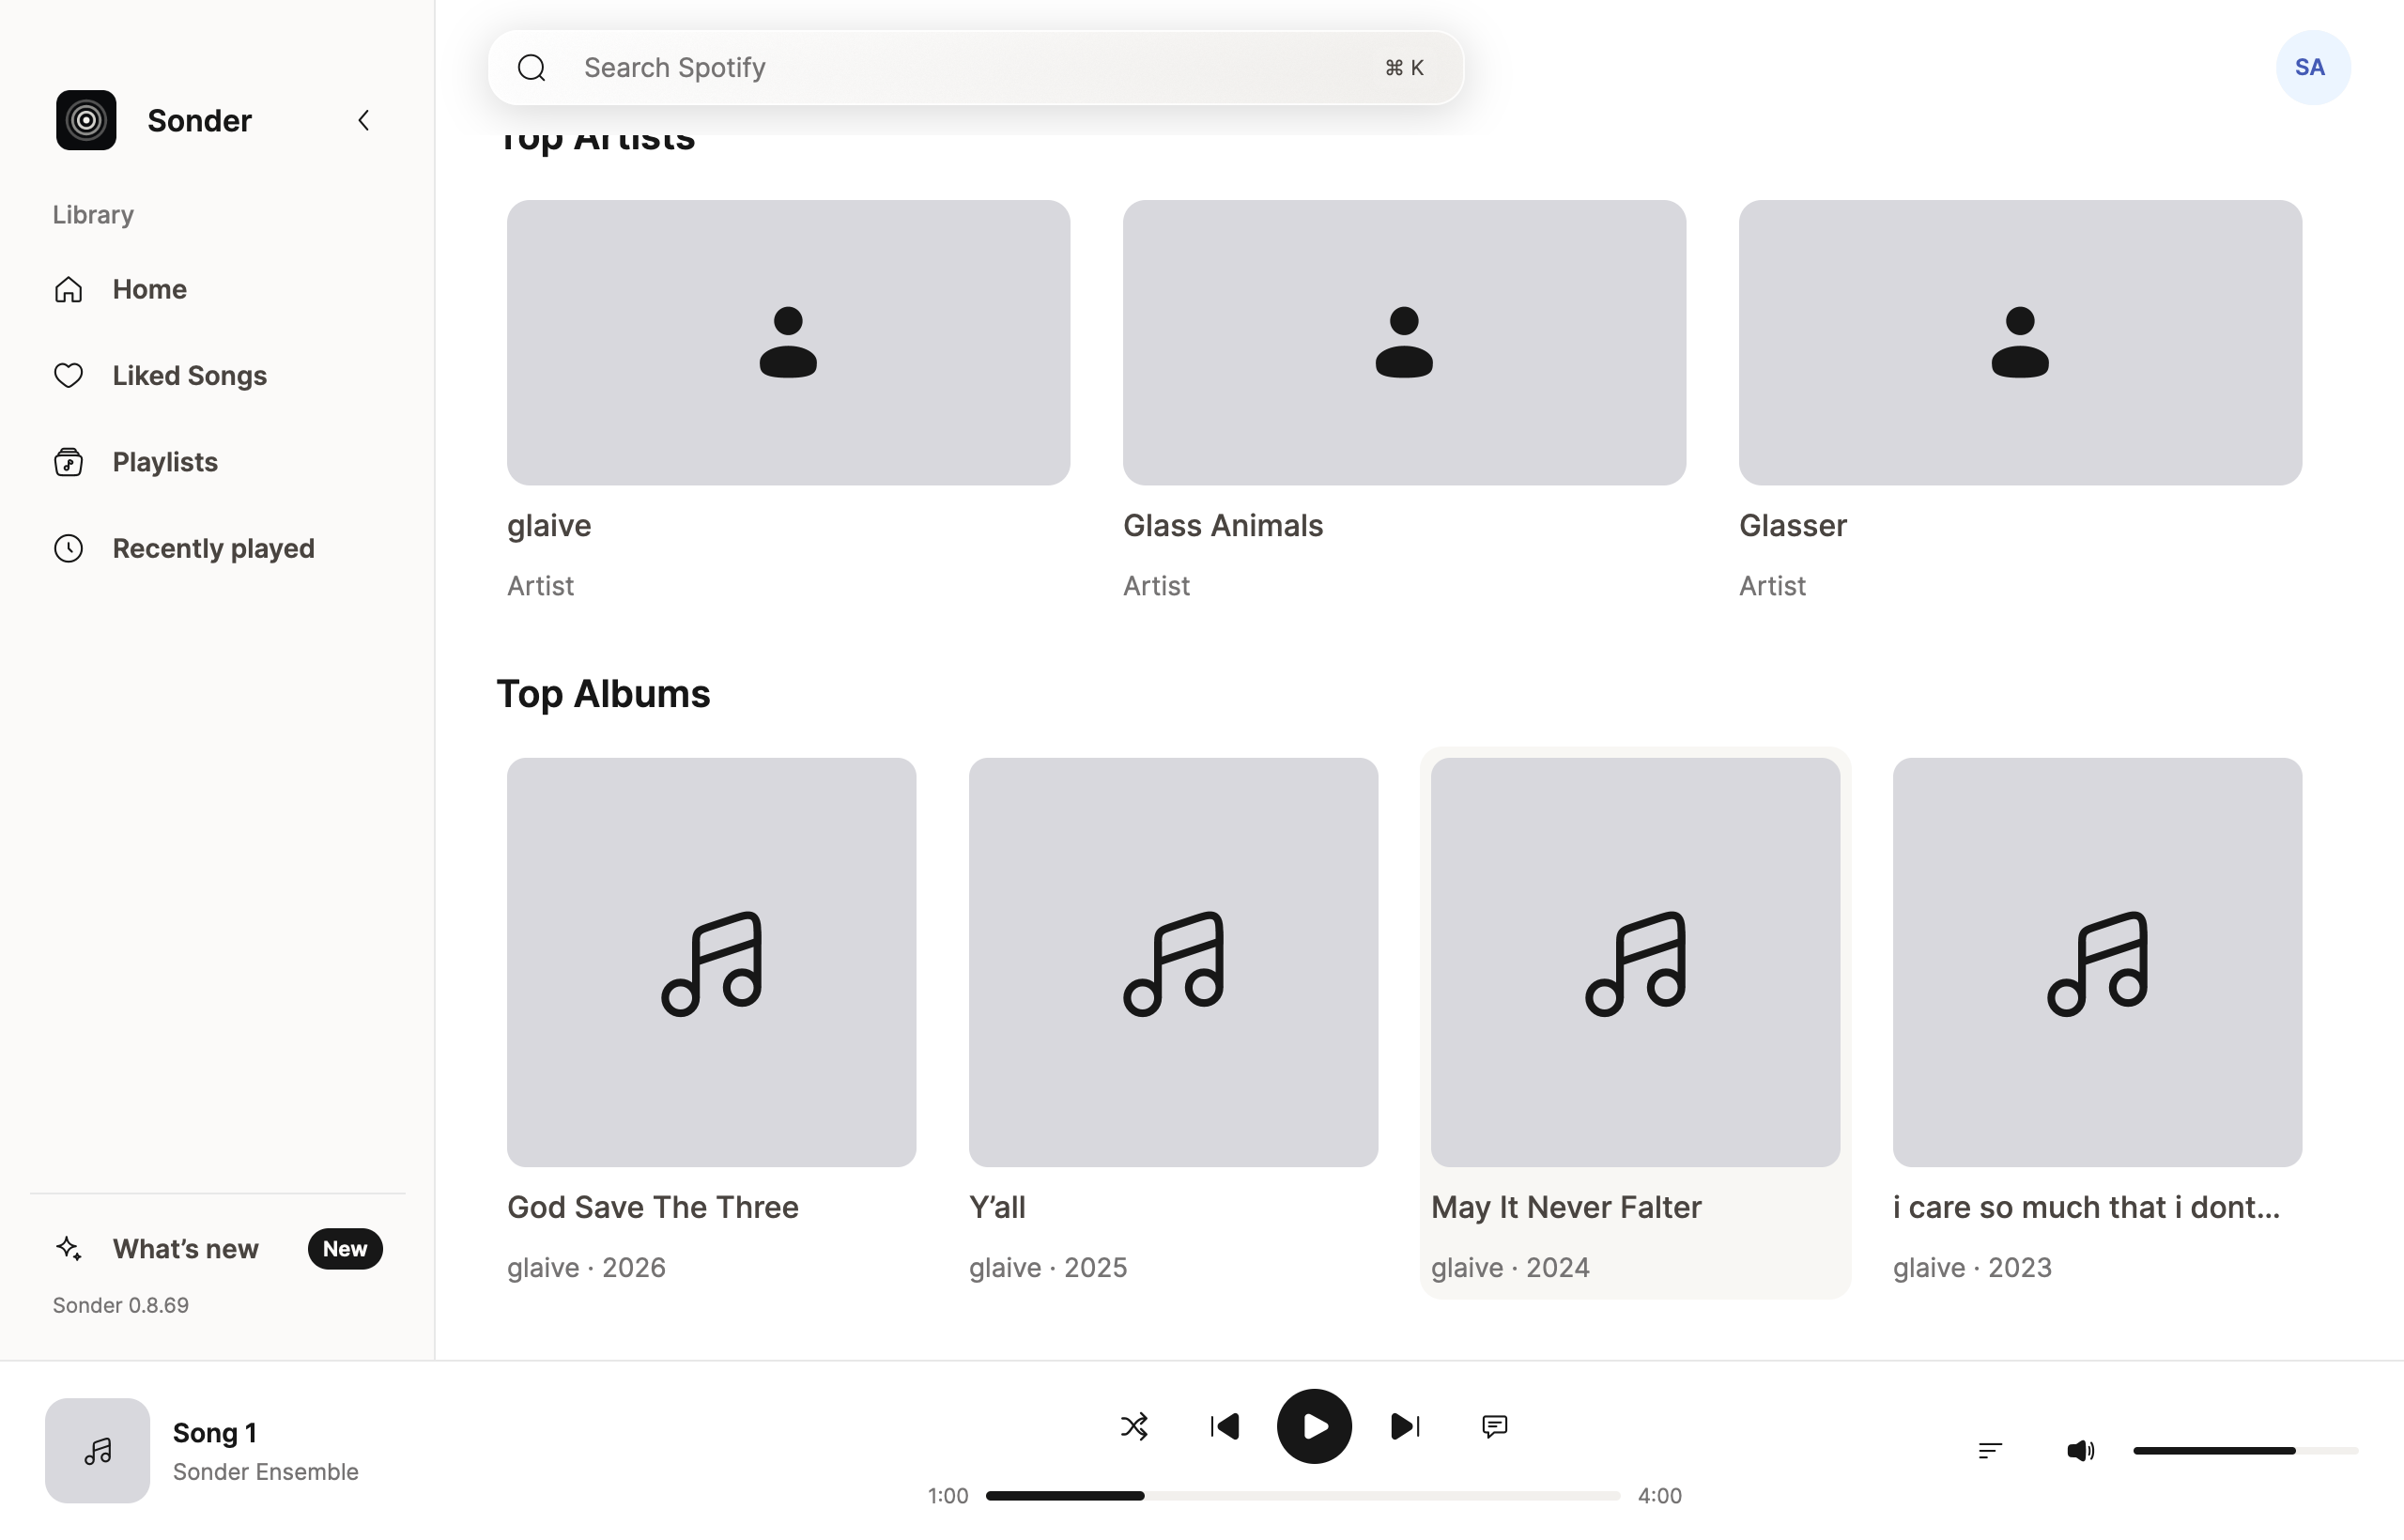 Search Spotify
⌘ K
SA
Sonder
Top Artists
Library
Home
Liked Songs
Playlists
Recently played
glaive
Artist
Glass Animals
Artist
Glasser
Artist
Top Albums
God Save The Three
glaive · 2026
Y’all
glaive · 2025
May It Never Falter
glaive · 2024
i care so much that i dont...
glaive · 2023
What’s new
New
Sonder 0.8.69
Song 1
Sonder Ensemble
1:00
4:00